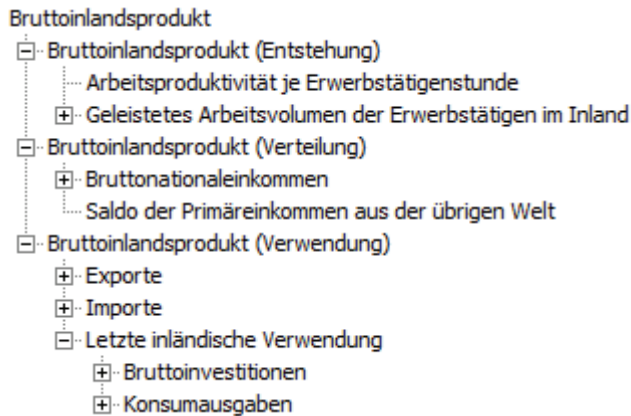 Bruttoinlandsprodukt
Bruttoinlandsprodukt (Entstehung)
Arbeitsproduktivität je Erwerbstätigenstunde
Geleistetes Arbeitsvolumen der Erwerbstätigen im Inland
Bruttoinlandsprodukt (Verteilung)
Bruttonationaleinkommen
Saldo der Primäreinkommen aus der übrigen Welt
Bruttoinlandsprodukt (Verwendung)
Exporte
Importe
Letzte inländische Verwendung
Bruttoinvestitionen
Konsumausgaben